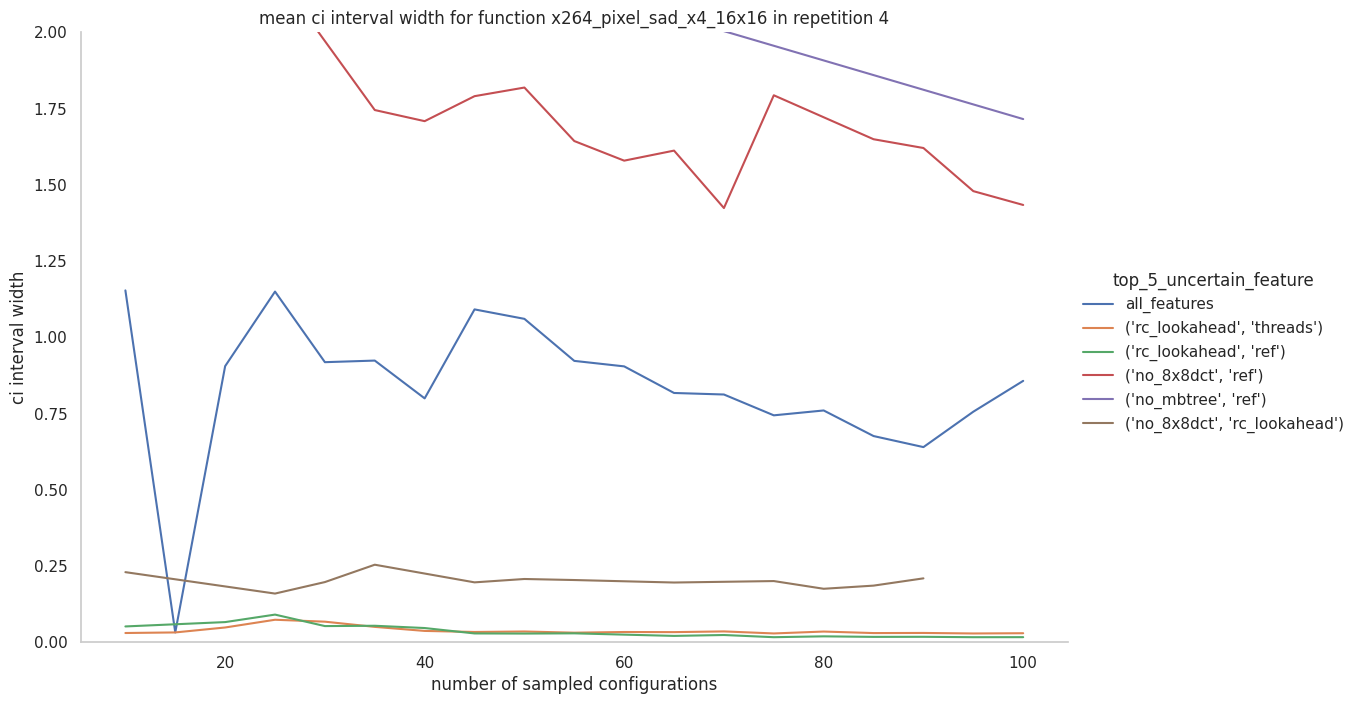 mean ci interval width for function x264_pixel_sad_x4_16x16 in repetition 4
2.00
1.75
1.50
1.25
1.00
0.75
0.50
0.25
0.00
ci interval width
20 40 60 80 100
number of sampled configurations
top_5_uncertain_feature
all_features
('rc_lookahead', 'threads')
('rc_lookahead', 'ref')
('no_8x8dct', 'ref')
('no_mbtree', 'ref')
('no_8x8dct', 'rc_lookahead')